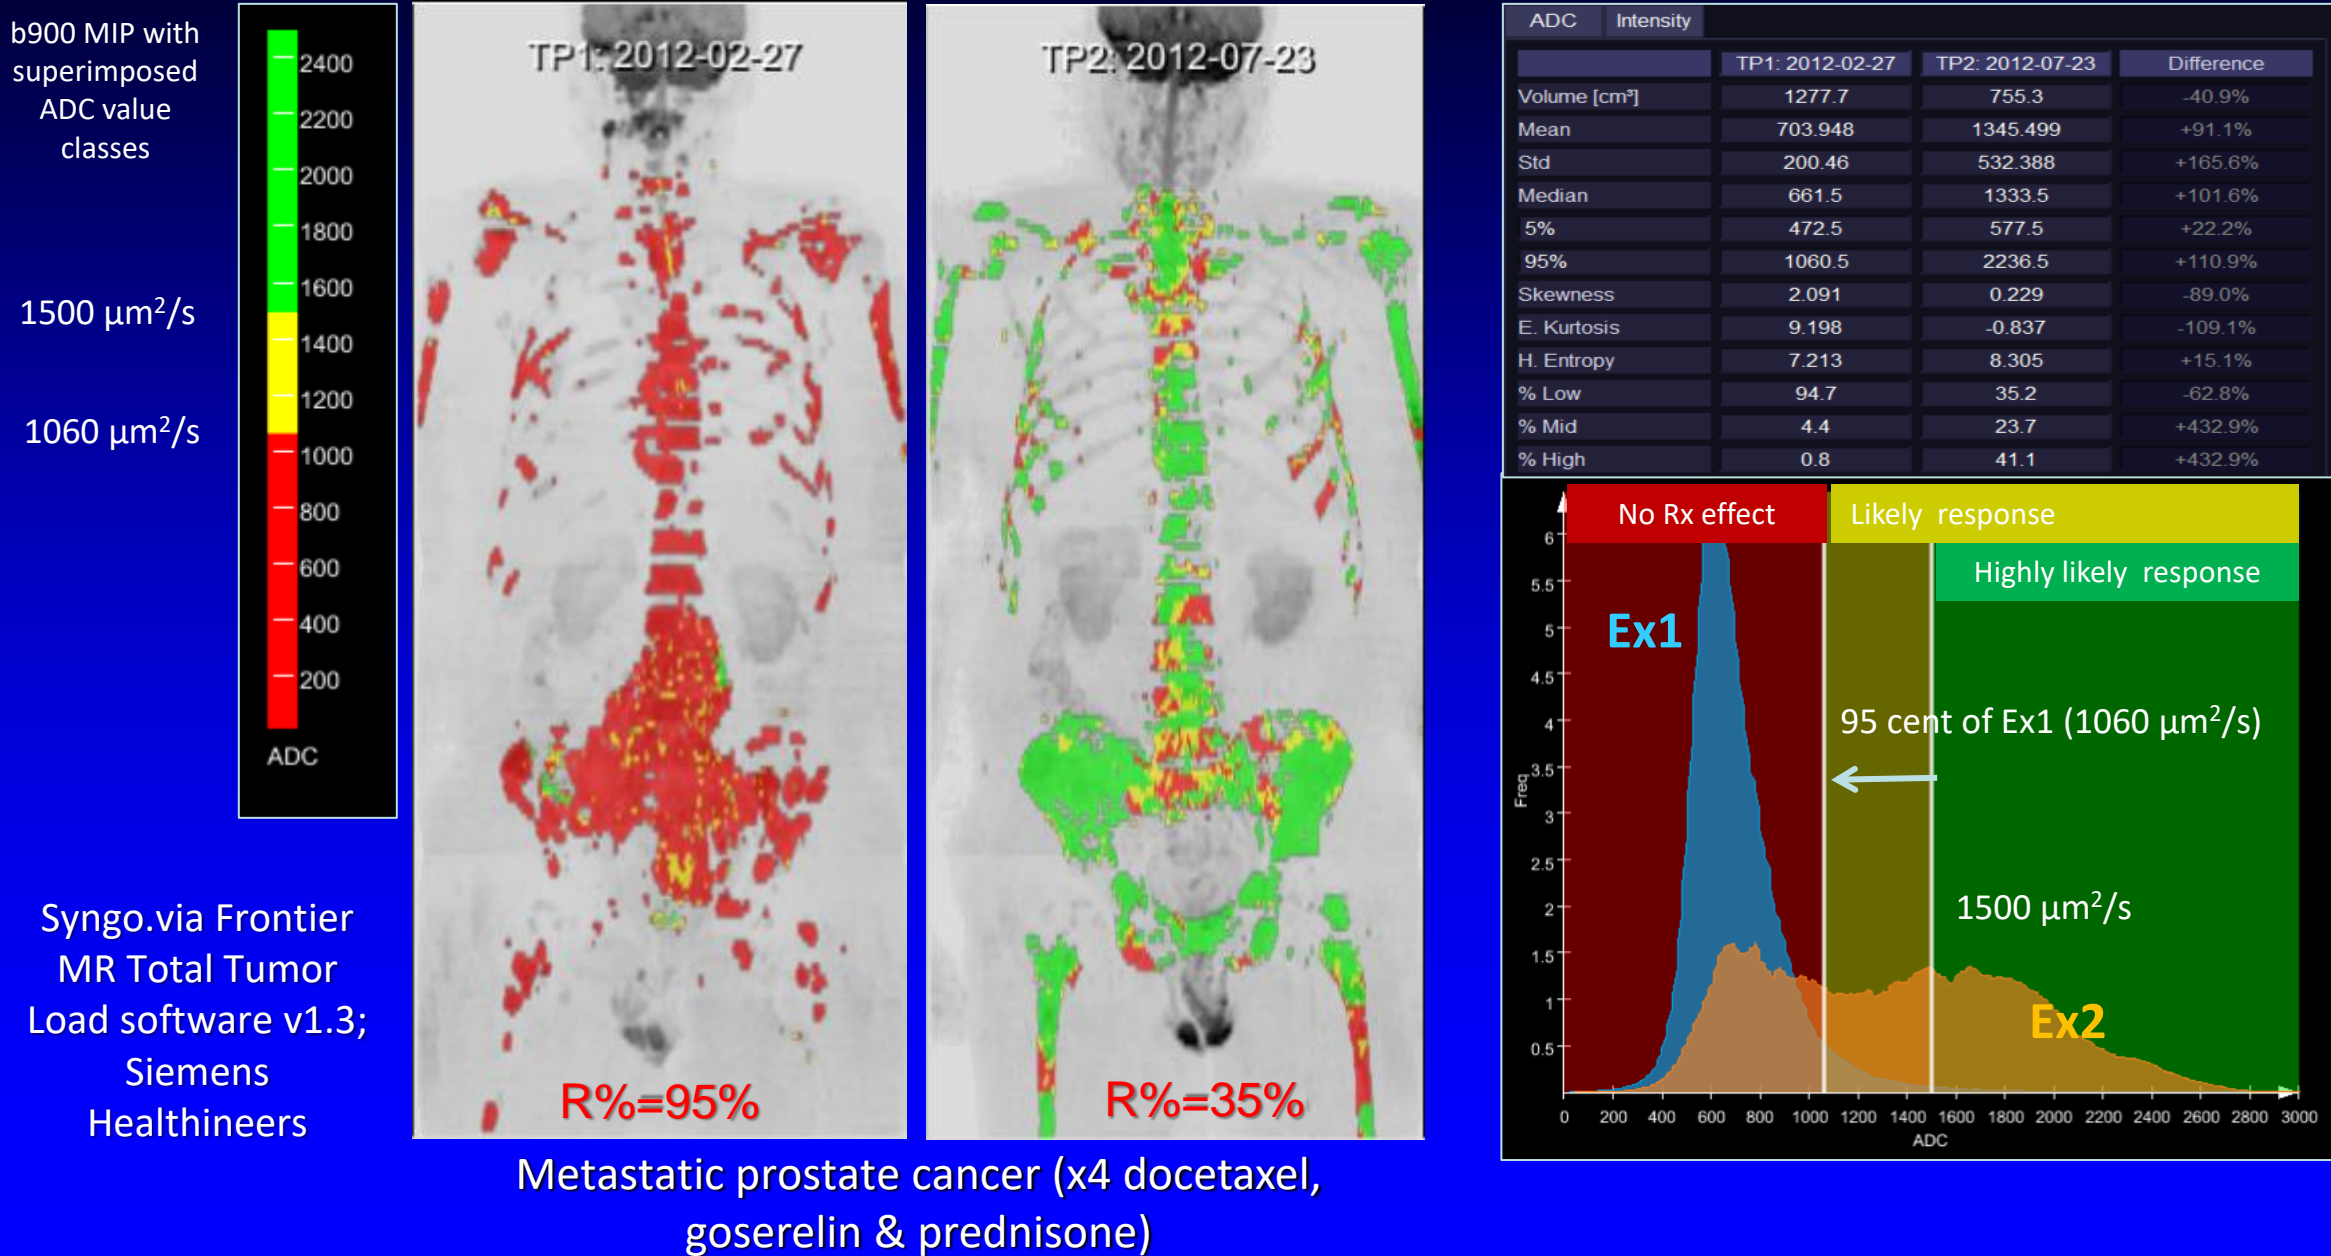 b900 MIP with
superimposed
ADC value
classes
1500 µm²/s
1060 µm²/s
2400
2200
2000
1800
1600
1400
1200
1000
800
600
400
200
ADC
Syngo.via Frontier
MR Total Tumor
Load software v1.3;
Siemens
Healthineers
TP1: 2012-02-27
R%=95%
TP2: 2012-07-23
R%=35%
Metastatic prostate cancer (x4 docetaxel,
goserelin & prednisone)
ADC Intensity
TP1: 2012-02-27 TP2: 2012-07-23 Difference
Volume [cm³] 1277.7 755.3 -40.9%
Mean 703.948 1345.499 +91.1%
Std 200.46 532.388 +165.6%
Median 661.5 1333.5 +101.6%
5% 472.5 577.5 +22.2%
95% 1060.5 2236.5 +110.9%
Skewness 2.091 0.229 -89.0%
E. Kurtosis 9.198 -0.837 -109.1%
H. Entropy 7.213 8.305 +15.1%
% Low 94.7 35.2 -62.8%
% Mid 4.4 23.7 +432.9%
% High 0.8 41.1 +432.9%
No Rx effect Likely response
Highly likely response
Ex1
95 cent of Ex1 (1060 µm²/s)
1500 µm²/s
Ex2
6
5.5
5
4.5
4
3.5
3
2.5
2
1.5
1
0.5
Freq
0 200 400 600 800 1000 1200 1400 1600 1800 2000 2200 2400 2600 2800 3000
ADC